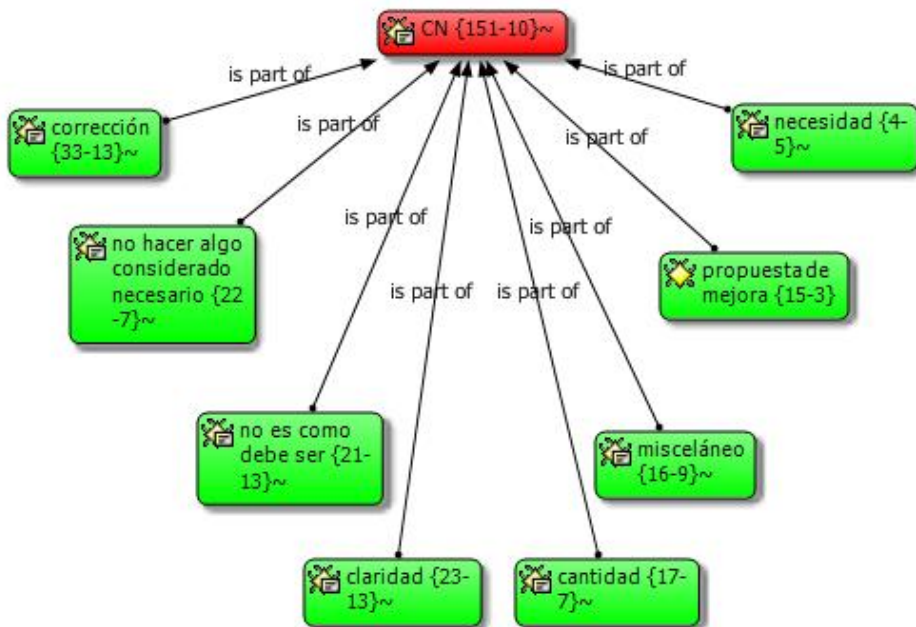 CN {151-10}~
is part of
is part of
corrección
{33-13}~
necesidad {4-
5}~
is part of
is part of
no hacer algo
considerado
necesario {22
-7}~
is part of
is part of
propuesta de
mejora {15-3}
is part of
is part of
no es como
debe ser {21-
13}~
misceláneo
{16-9}~
claridad {23-
13}~
cantidad {17-
7}~